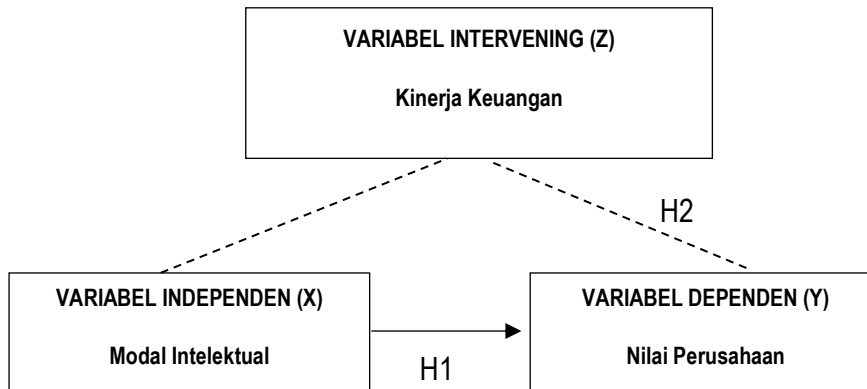 VARIABEL INTERVENING (Z)
Kinerja Keuangan
H2
VARIABEL INDEPENDEN (X)
Modal Intelektual
H1
VARIABEL DEPENDEN (Y)
Nilai Perusahaan